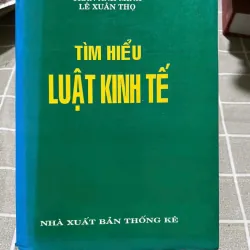 LÊ XUÂN THỌ
TÌM HIỂU
LUẬT KINH TẾ
NHÀ XUẤT BẢN THỐNG KÊ